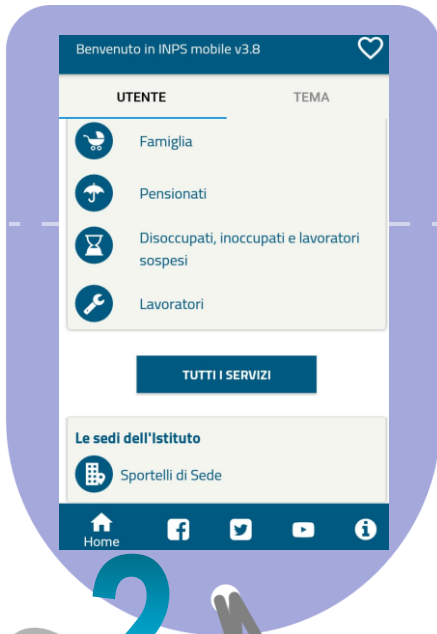 Benvenuto in INPS mobile v3.8
UTENTE
TEMA
Famiglia
Pensionati
Disoccupati, inoccupati e lavoratori
sospesi
Lavoratori
TUTTI I SERVIZI
Le sedi dell'Istituto
Sportelli di Sede
Home
2